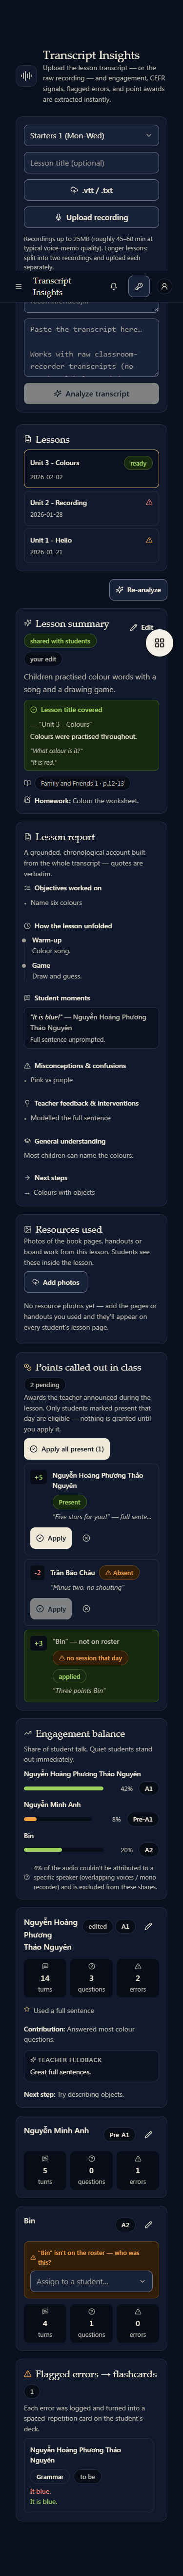 Transcript Insights
Upload the lesson transcript — or the
raw recording — and engagement, CEFR
signals, flagged errors, and point awards
are extracted instantly.
Starters 1 (Mon-Wed)
Lesson title (optional)
.vtt / .txt
Upload recording
Recordings up to 25MB (roughly 45–60 min at
typical voice-memo quality). Longer lessons:
split into two recordings and upload each
separately.
Transcript
Insights
Paste the transcript here…
Works with raw classroom-
recorder transcripts (no
Analyze transcript
Lessons
Unit 3 - Colours
ready
2026-02-02
Unit 2 - Recording
2026-01-28
Unit 1 - Hello
2026-01-21
Re-analyze
Lesson summary
Edit
shared with students
your edit
Children practised colour words with a
song and a drawing game.
Lesson title covered
— "Unit 3 - Colours"
Colours were practised throughout.
"What colour is it?"
"It is red."
Family and Friends 1 · p.12-13
Homework: Colour the worksheet.
Lesson report
A grounded, chronological account built
from the whole transcript — quotes are
verbatim.
Objectives worked on
Name six colours
How the lesson unfolded
Warm-up
Colour song.
Game
Draw and guess.
Student moments
"It is blue!" — Nguyễn Hoàng Phương
Thảo Nguyên
Full sentence unprompted.
Misconceptions & confusions
Pink vs purple
Teacher feedback & interventions
Modelled the full sentence
General understanding
Most children can name the colours.
Next steps
→ Colours with objects
Resources used
Photos of the book pages, handouts or
board work from this lesson. Students see
these inside the lesson.
Add photos
No resource photos yet — add the pages or
handouts you used and they'll appear on
every student's lesson page.
Points called out in class
2 pending
Awards the teacher announced during the
lesson. Only students marked present that
day are eligible — nothing is granted until
you apply it.
Apply all present (1)
+5
Nguyễn Hoàng Phương Thảo
Nguyên
Present
"Five stars for you!" — full sente…
Apply
-2
Trần Bảo Châu
Absent
"Minus two, no shouting"
Apply
+3
"Bin" — not on roster
no session that day
applied
"Three points Bin"
Engagement balance
Share of student talk. Quiet students stand
out immediately.
Nguyễn Hoàng Phương Thảo Nguyên
42%
A1
Nguyễn Minh Anh
8%
Pre-A1
Bin
20%
A2
4% of the audio couldn't be attributed to a
specific speaker (overlapping voices / mono
recorder) and is excluded from these shares.
Nguyễn Hoàng
Phương
Thảo Nguyên
edited
A1
14
turns
3
questions
2
errors
Used a full sentence
Contribution: Answered most colour
questions.
TEACHER FEEDBACK
Great full sentences.
Next step: Try describing objects.
Nguyễn Minh Anh
Pre-A1
5
turns
0
questions
1
errors
Bin
A2
"Bin" isn't on the roster — who was
this?
Assign to a student…
4
turns
1
questions
0
errors
Flagged errors → flashcards
1
Each error was logged and turned into a
spaced-repetition card on the student's
deck.
Nguyễn Hoàng Phương Thảo
Nguyên
Grammar
to be
It blue.
It is blue.